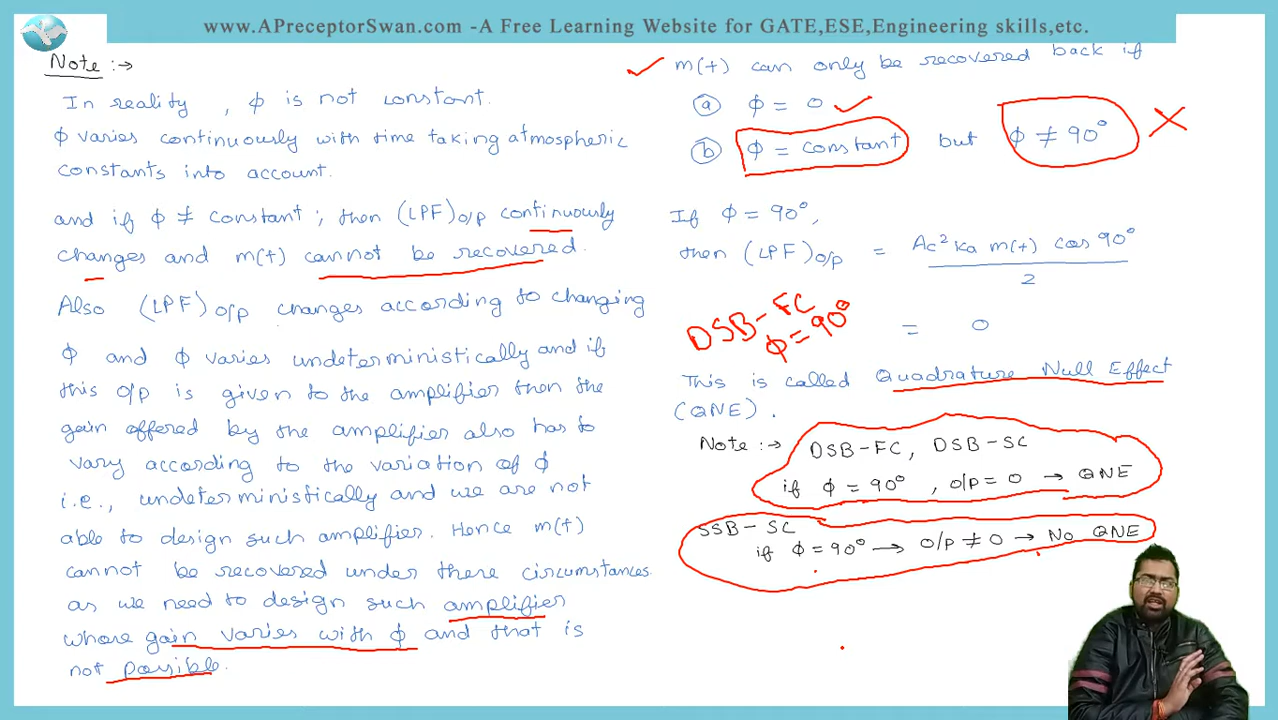 www.APreceptorSwan.com -A Free Learning Website for GATE,ESE,Engineering skills,etc.
Note :→
In reality, ϕ is not constant.
ϕ varies continuously with time taking atmospheric
constants into account.
and if ϕ ≠ constant ; then (LPF)o/p continuously
changes and m(t) cannot be recovered.
Also (LPF)o/p changes according to changing
ϕ and ϕ varies undeterministically and if
this o/p is given to the amplifier then the
gain offered by the amplifier also has to
vary according to the variation of ϕ
i.e., undeterministically and we are not
able to design such amplifier. Hence m(t)
cannot be recovered under there circumstances
as we need to design such amplifier
whose gain varies with ϕ and that is
not possible.
m(t) can only be recovered back if
(a) ϕ = 0
(b) ϕ = constant but ϕ ≠ 90°
If ϕ = 90°,
then (LPF)o/p = Ac² Ka m(t) cos 90° / 2
DSB-FC
ϕ = 90°
= 0
This is called Quadrature Null Effect
(QNE).
Note :→ DSB-FC, DSB-SC
if ϕ = 90°, o/p = 0 → QNE
SSB-SC
if ϕ = 90° → o/p ≠ 0 → No QNE